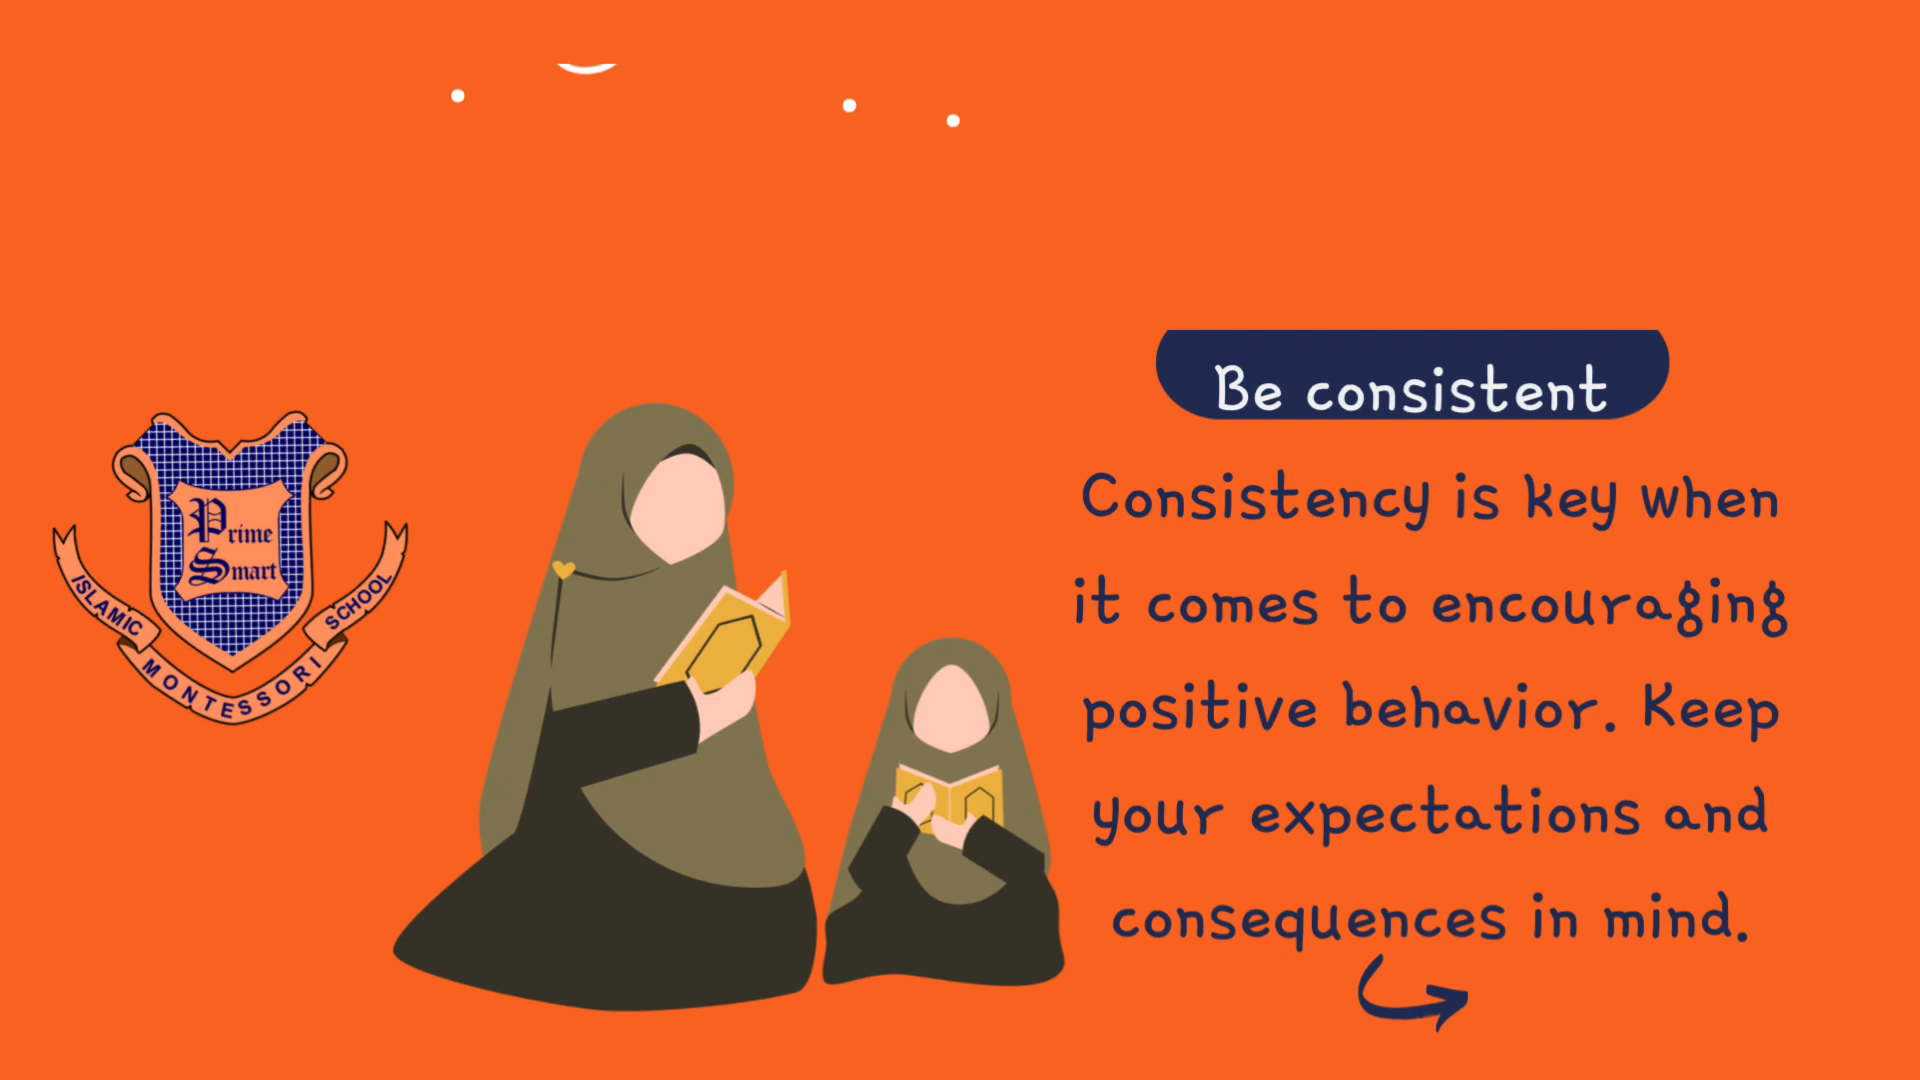 Be consistent
Consistency is key when
it comes to encouraging
positive behavior. Keep
your expectations and
consequences in mind.
Prime
Smart
ISLAMIC
MONTESSORI
SCHOOL